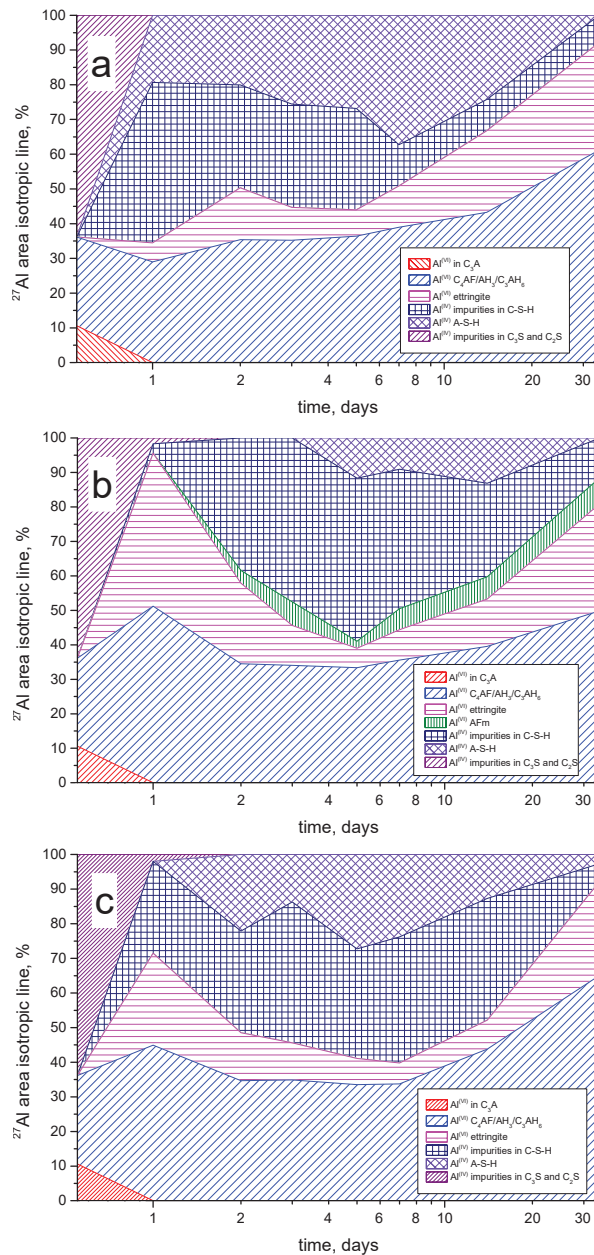 a
100
90
80
70
60
50
40
30
20
10
0
²⁷Al area isotropic line, %
Al⁽ⱽᴵ⁾ in C₃A
Al⁽ⱽᴵ⁾ C₄AF/AH₃/C₃AH₆
Al⁽ⱽᴵ⁾ ettringite
Al⁽ᴵⱽ⁾ impurities in C-S-H
Al⁽ᴵⱽ⁾ A-S-H
Al⁽ᴵⱽ⁾ impurities in C₃S and C₂S
1 2 4 6 8 10 20 30
time, days
b
100
90
80
70
60
50
40
30
20
10
0
²⁷Al area isotropic line, %
Al⁽ⱽᴵ⁾ in C₃A
Al⁽ⱽᴵ⁾ C₄AF/AH₃/C₃AH₆
Al⁽ⱽᴵ⁾ ettringite
Al⁽ⱽᴵ⁾ AFm
Al⁽ᴵⱽ⁾ impurities in C-S-H
Al⁽ᴵⱽ⁾ A-S-H
Al⁽ᴵⱽ⁾ impurities in C₃S and C₂S
1 2 4 6 8 10 20 30
time, days
c
100
90
80
70
60
50
40
30
20
10
0
²⁷Al area isotropic line, %
Al⁽ⱽᴵ⁾ in C₃A
Al⁽ⱽᴵ⁾ C₄AF/AH₃/C₃AH₆
Al⁽ⱽᴵ⁾ ettringite
Al⁽ᴵⱽ⁾ impurities in C-S-H
Al⁽ᴵⱽ⁾ A-S-H
Al⁽ᴵⱽ⁾ impurities in C₃S and C₂S
1 2 4 6 8 10 20 30
time, days